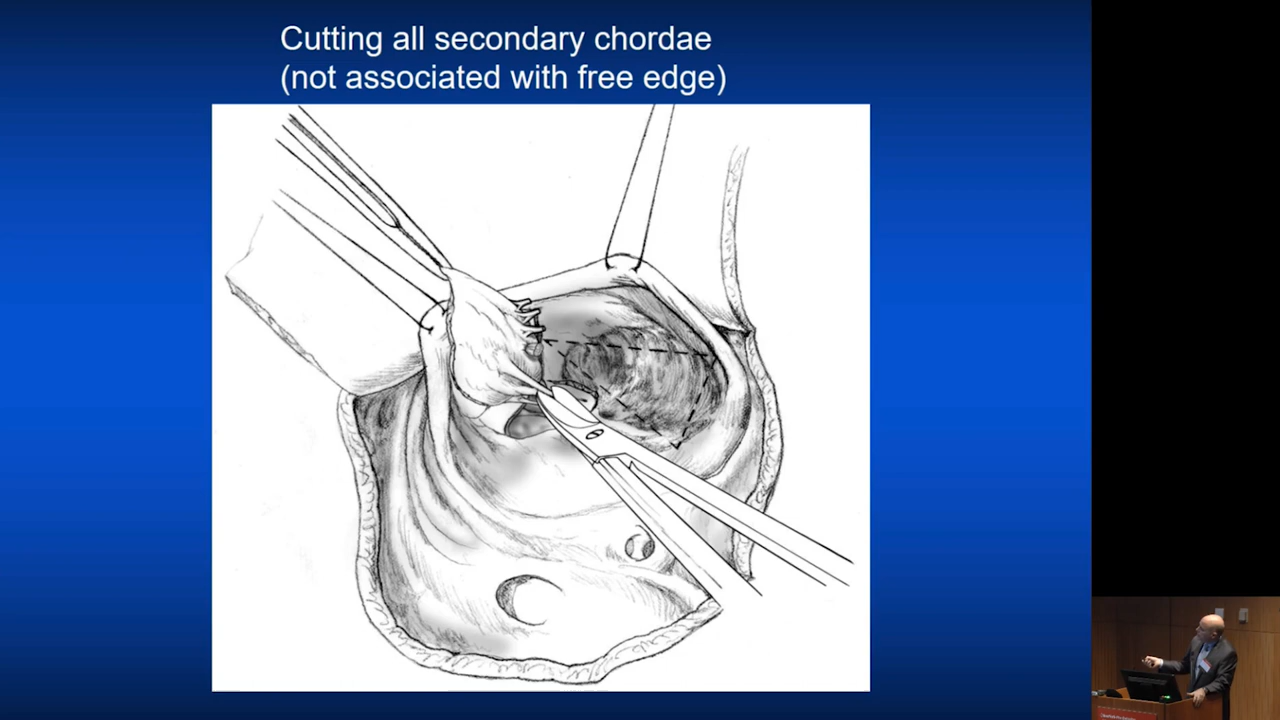 Cutting all secondary chordae
(not associated with free edge)